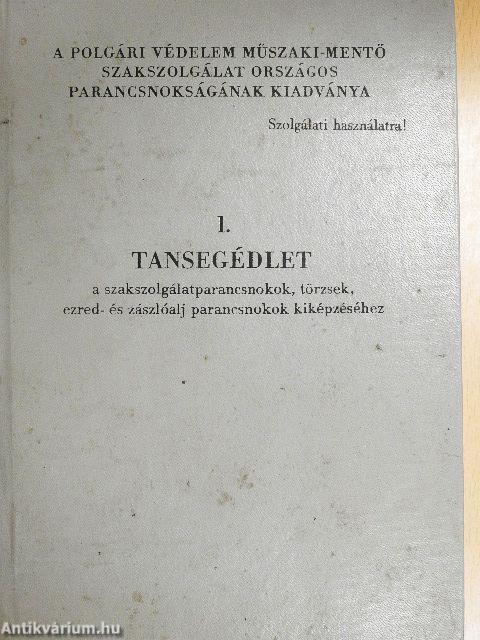 A POLGÁRI VÉDELEM MŰSZAKI-MENTŐ
SZAKSZOLGÁLAT ORSZÁGOS
PARANCSNOKSÁGÁNAK KIADVÁNYA
Szolgálati használatra!
1.
TANSEGÉDLET
a szakszolgálatparancsnokok, törzsek,
ezred- és zászlóalj parancsnokok kiképzéséhez
Antikvárium.hu